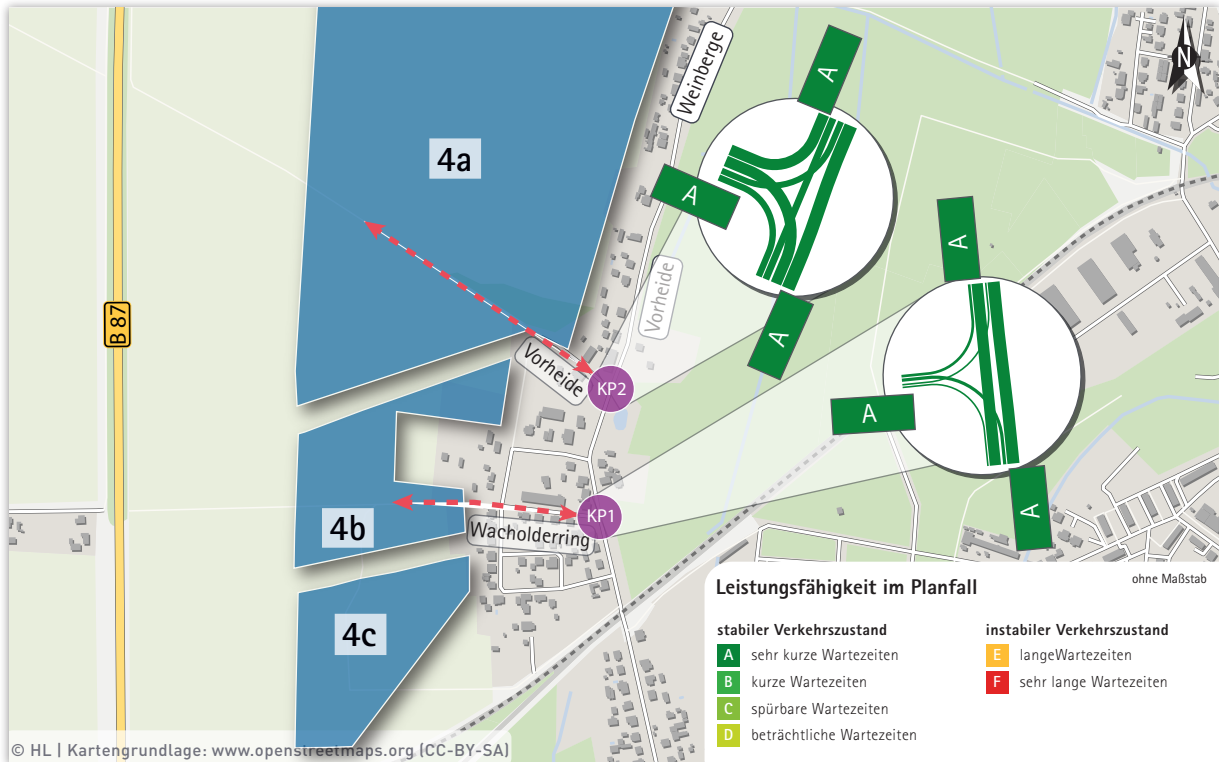 Weinberge
A
N
4a
A
A
Vorheide
B 87
A
Vorheide
KP2
A
4b
KP1
Wacholderring
A
4c
Leistungsfähigkeit im Planfall
ohne Maßstab
stabiler Verkehrszustand
A sehr kurze Wartezeiten
B kurze Wartezeiten
C spürbare Wartezeiten
D beträchtliche Wartezeiten
instabiler Verkehrszustand
E langeWartezeiten
F sehr lange Wartezeiten
© HL | Kartengrundlage: www.openstreetmaps.org (CC-BY-SA)